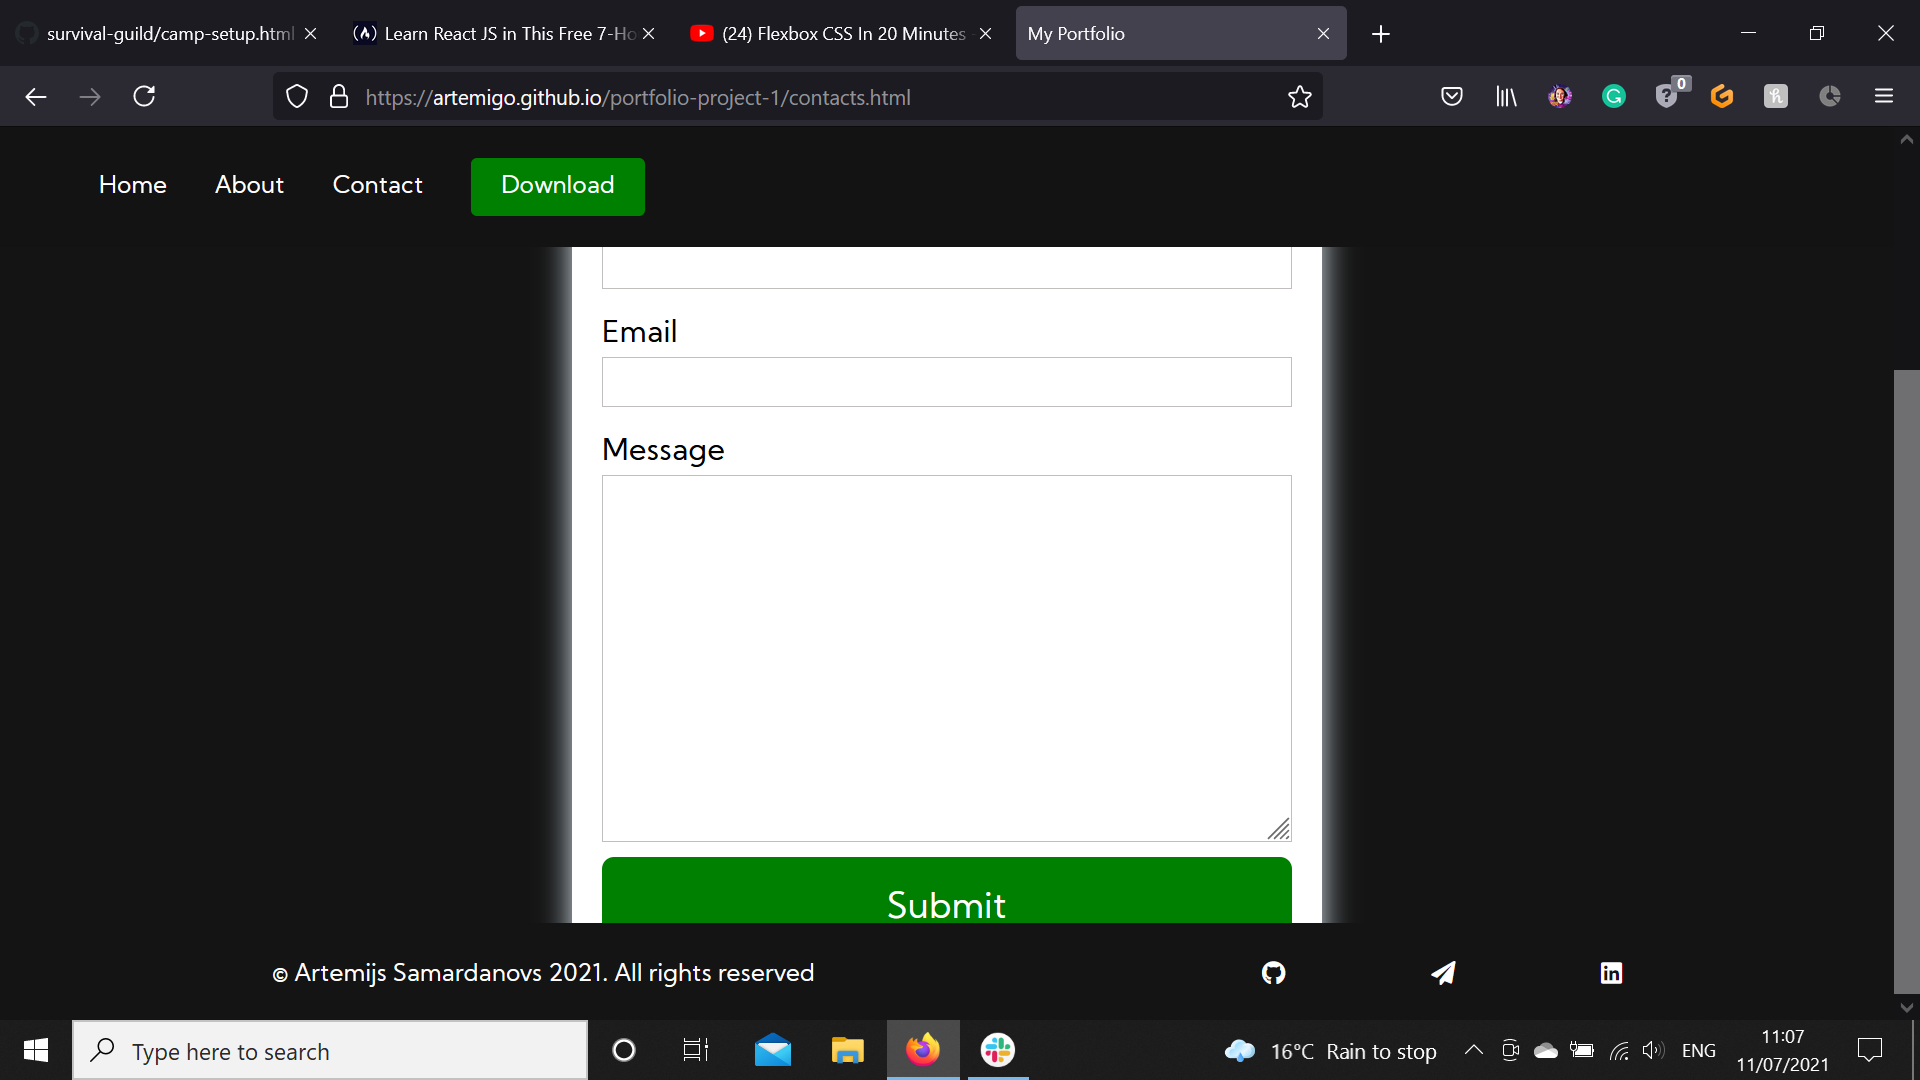 survival-guild/camp-setup.html
Learn React JS in This Free 7-Ho
(24) Flexbox CSS In 20 Minutes
My Portfolio
https://artemigo.github.io/portfolio-project-1/contacts.html
0
Home About Contact Download
Email
Message
Submit
© Artemijs Samardanovs 2021. All rights reserved
Type here to search
16°C Rain to stop
ENG
11:07
11/07/2021